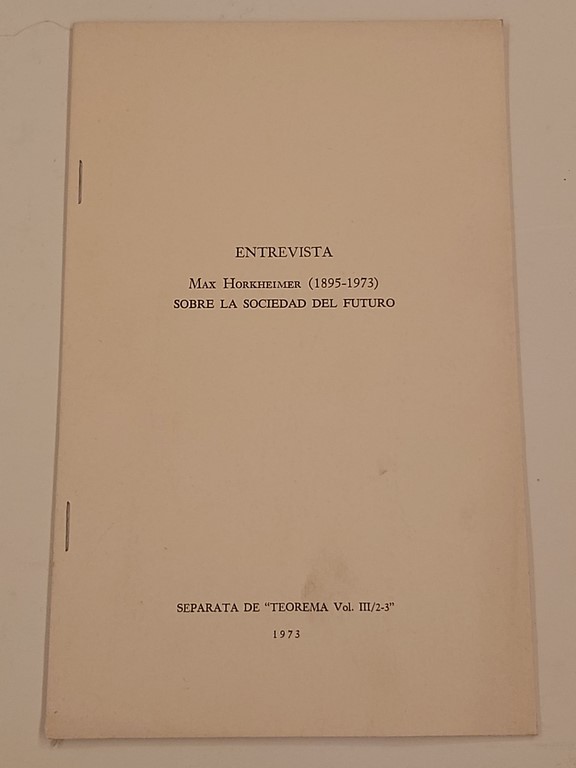 ENTREVISTA
Max Horkheimer (1895-1973)
SOBRE LA SOCIEDAD DEL FUTURO
SEPARATA DE "TEOREMA Vol. III/2-3"
1973